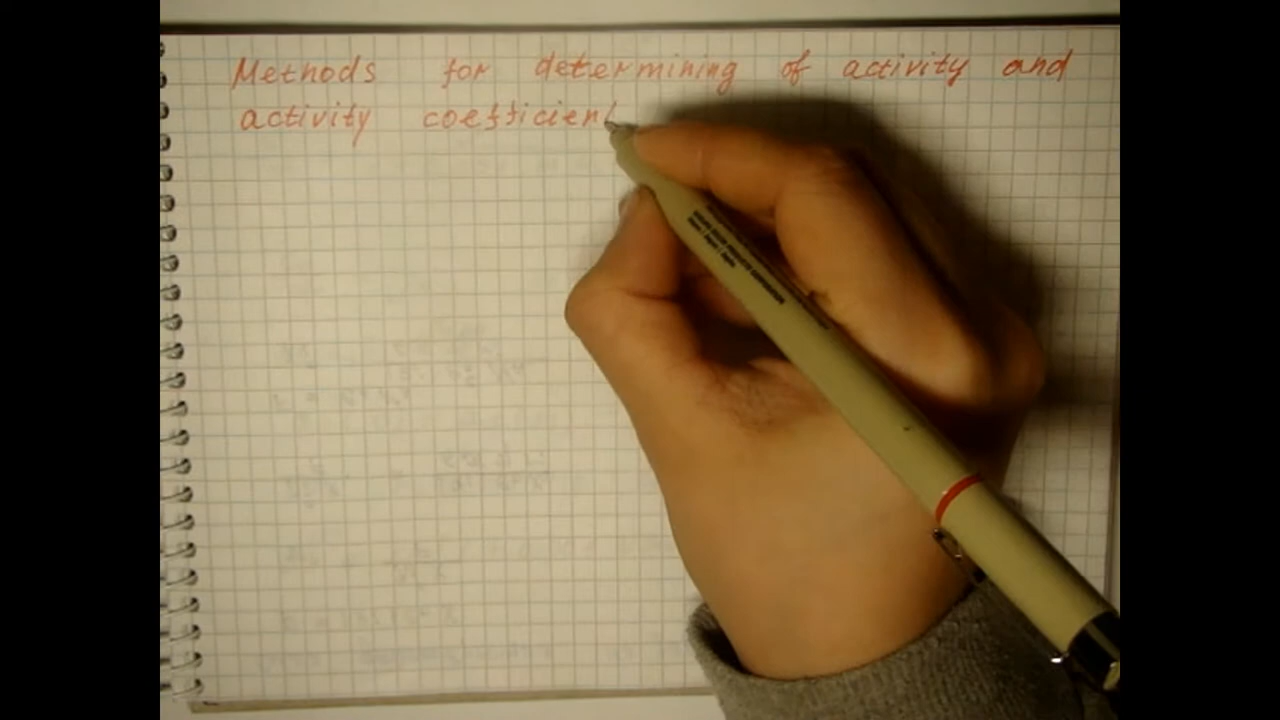 Methods for determining of activity and
activity coefficient